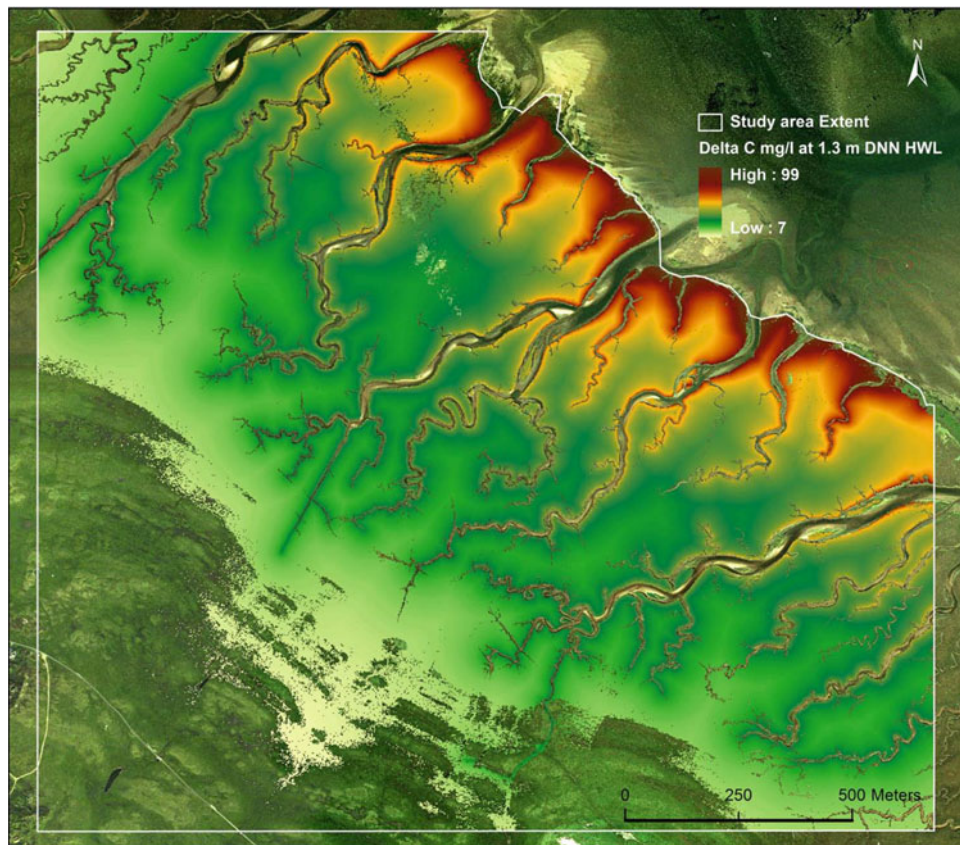 N
Study area Extent
Delta C mg/l at 1.3 m DNN HWL
High : 99
Low : 7
0 250 500 Meters